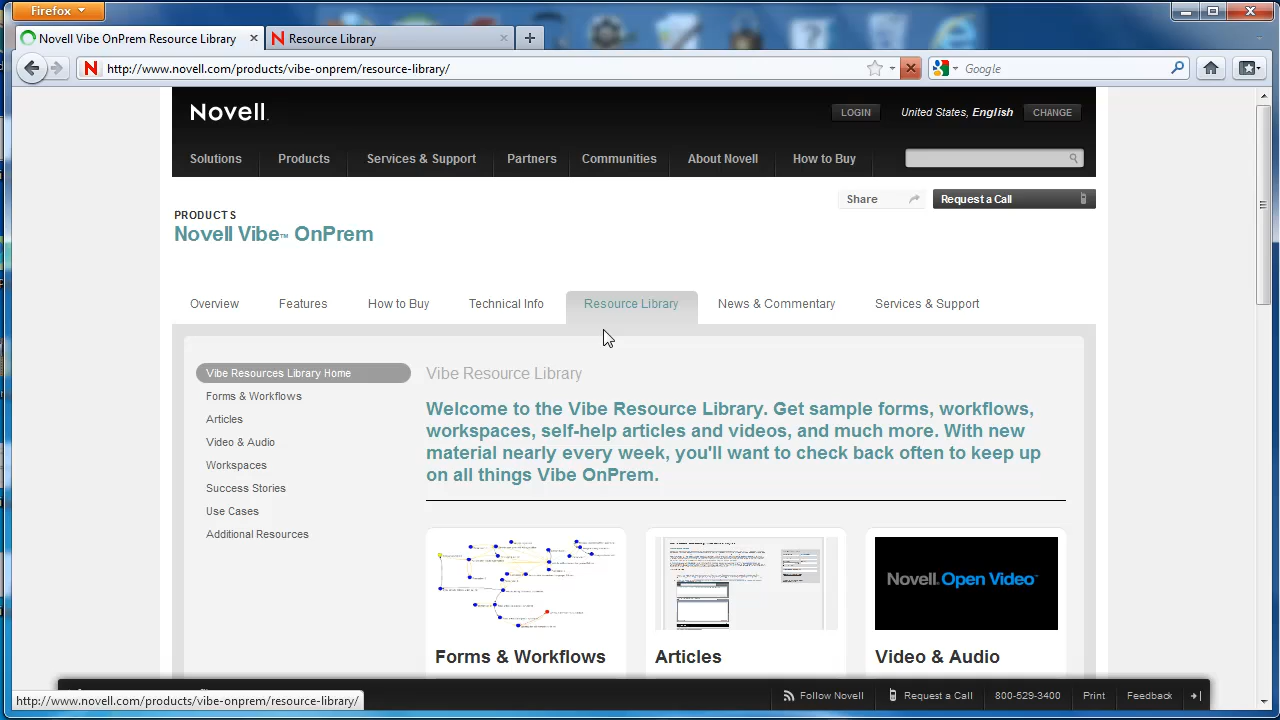 Firefox
Novell Vibe OnPrem Resource Library
Resource Library
http://www.novell.com/products/vibe-onprem/resource-library/
Google
Novell.
LOGIN
United States, English
CHANGE
Solutions
Products
Services & Support
Partners
Communities
About Novell
How to Buy
Share
Request a Call
PRODUCTS
Novell Vibe™ OnPrem
Overview
Features
How to Buy
Technical Info
Resource Library
News & Commentary
Services & Support
Vibe Resources Library Home
Forms & Workflows
Articles
Video & Audio
Workspaces
Success Stories
Use Cases
Additional Resources
Vibe Resource Library
Welcome to the Vibe Resource Library. Get sample forms, workflows,
workspaces, self-help articles and videos, and much more. With new
material nearly every week, you'll want to check back often to keep up
on all things Vibe OnPrem.
Novell. Open Video™
Forms & Workflows
Articles
Video & Audio
Follow Novell
Request a Call
800-529-3400
Print
Feedback
http://www.novell.com/products/vibe-onprem/resource-library/